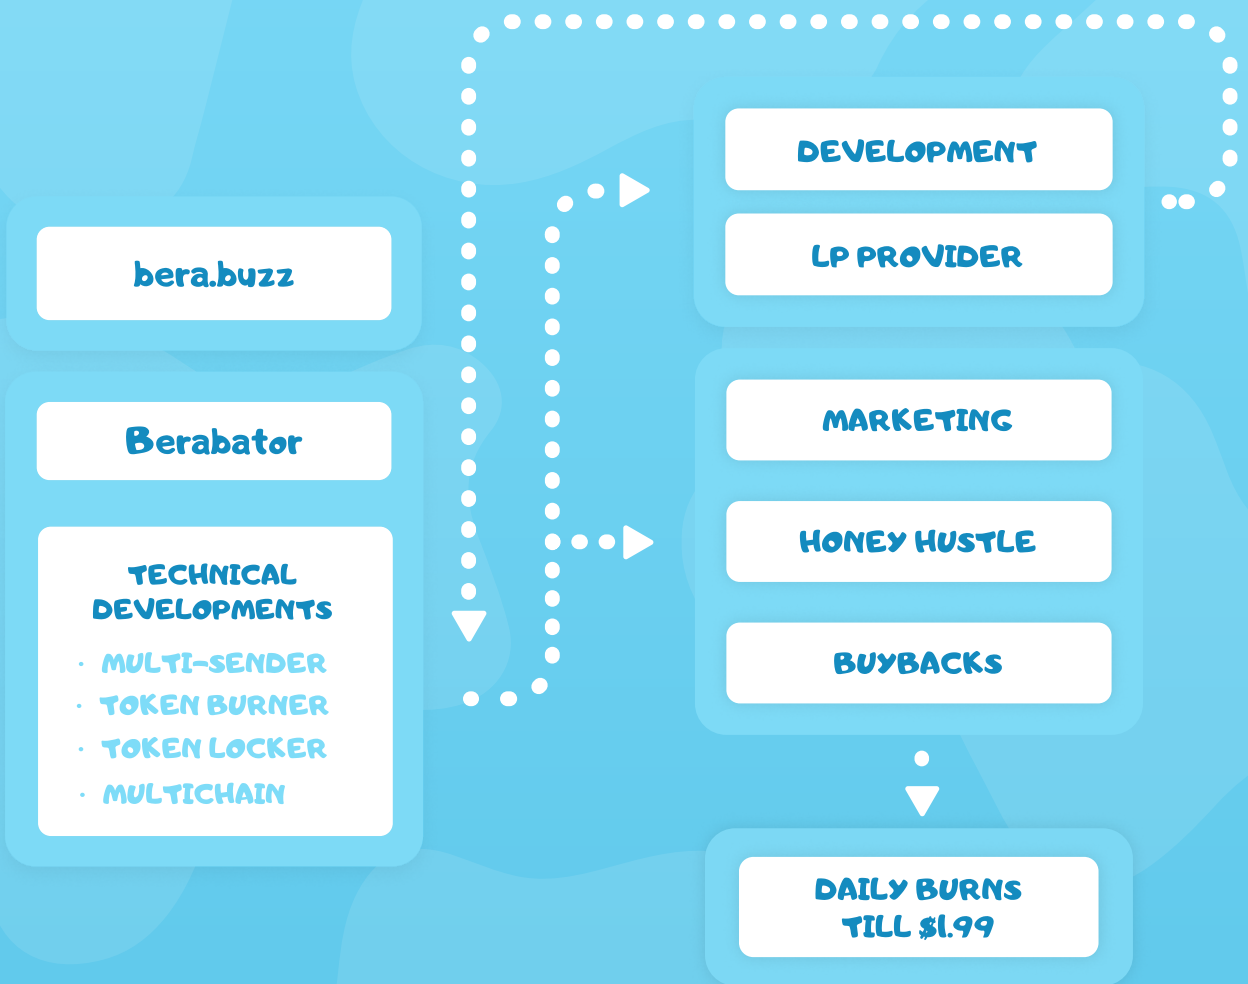 bera.buzz
Berabator
TECHNICAL
DEVELOPMENTS
· MULTI-SENDER
· TOKEN BURNER
· TOKEN LOCKER
· MULTICHAIN
DEVELOPMENT
LP PROVIDER
MARKETING
HONEY HUSTLE
BUYBACKS
DAILY BURNS
TILL $1.99